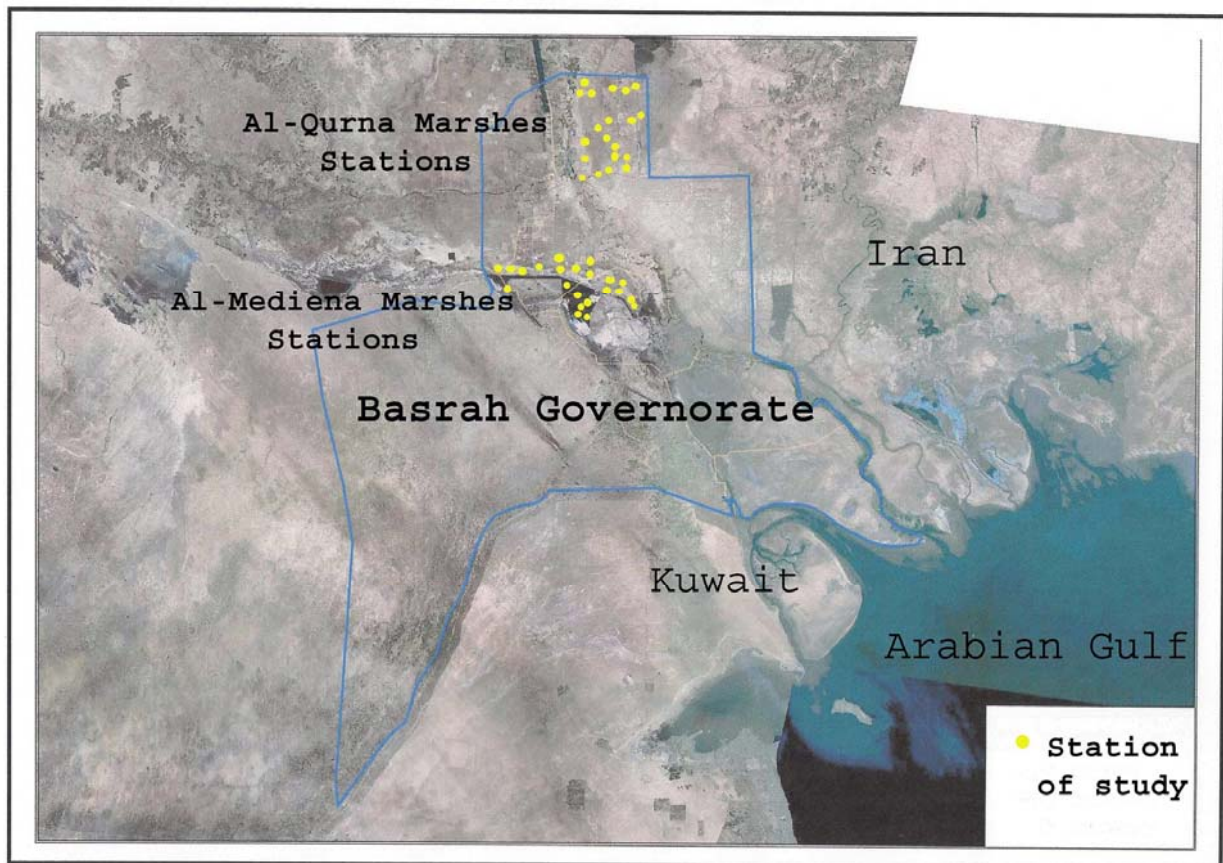 Al-Qurna Marshes
Stations
Iran
Al-Mediena Marshes
Stations
Basrah Governorate
Kuwait
Arabian Gulf
Station
of study